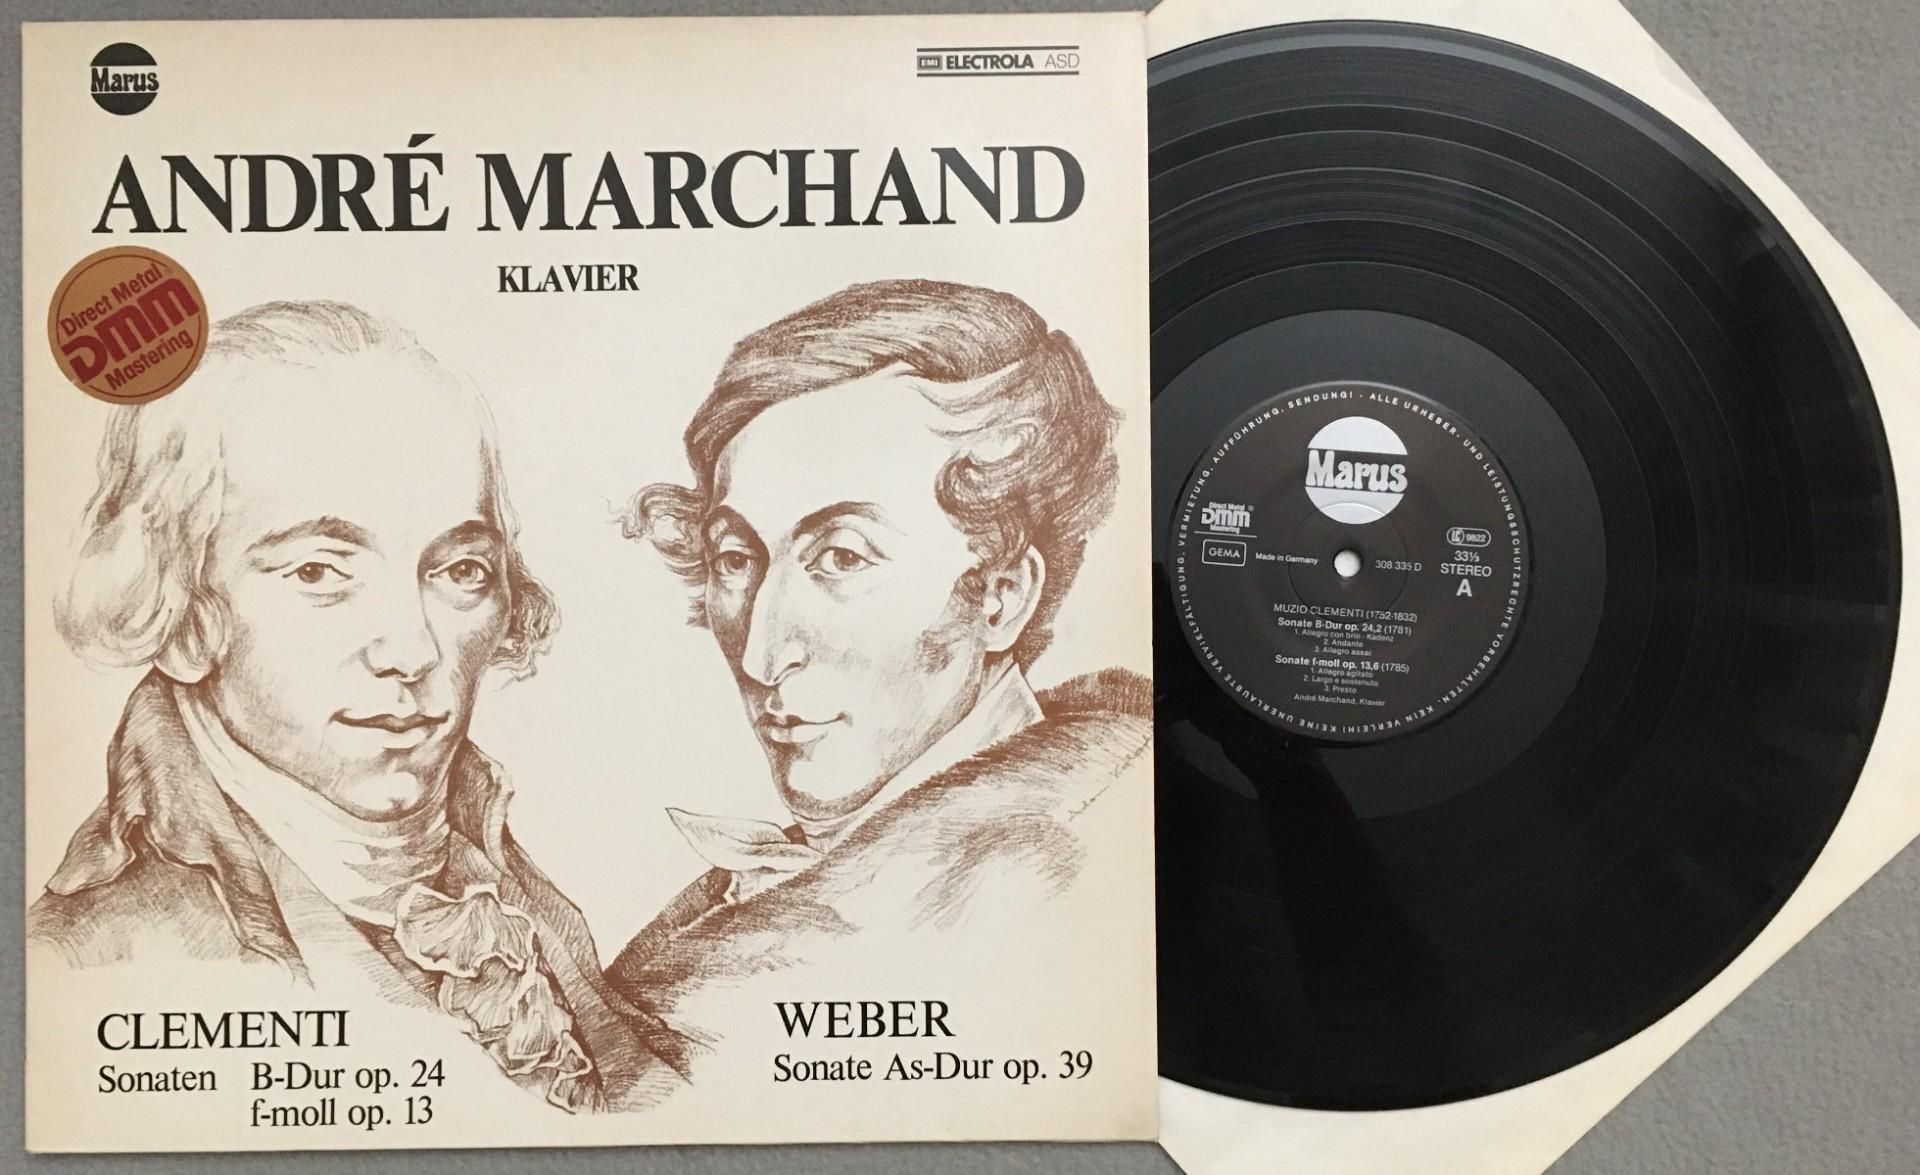 Marus
EMI ELECTROLA ASD
ANDRÉ MARCHAND
KLAVIER
Direct Metal
DMM
Mastering
CLEMENTI
Sonaten B-Dur op. 24
f-moll op. 13
WEBER
Sonate As-Dur op. 39
ALLE URHEBER- UND LEISTUNGSSCHUTZRECHTE VORBEHALTEN. KEIN VERLEIH! KEINE UNERLAUBTE VERVIELFÄLTIGUNG, VERMIETUNG, AUFFÜHRUNG, SENDUNG! -
Marus
Direct Metal
DMM
Mastering
GEMA
Made in Germany
308 335 D
LC 9822
33⅓
STEREO
A
MUZIO CLEMENTI (1752-1832)
Sonate B-Dur op. 24,2 (1781)
1. Allegro con brio - Kadenz
2. Andante
3. Allegro assai
Sonate f-moll op. 13,6 (1785)
1. Allegro agitato
2. Largo e sostenuto
3. Presto
André Marchand, Klavier